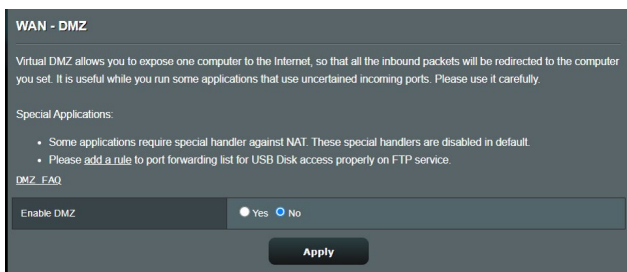 WAN - DMZ
Virtual DMZ allows you to expose one computer to the Internet, so that all the inbound packets will be redirected to the computer
you set. It is useful while you run some applications that use uncertained incoming ports. Please use it carefully.
Special Applications:
• Some applications require special handler against NAT. These special handlers are disabled in default.
• Please add a rule to port forwarding list for USB Disk access properly on FTP service.
DMZ FAQ
Enable DMZ Yes No
Apply